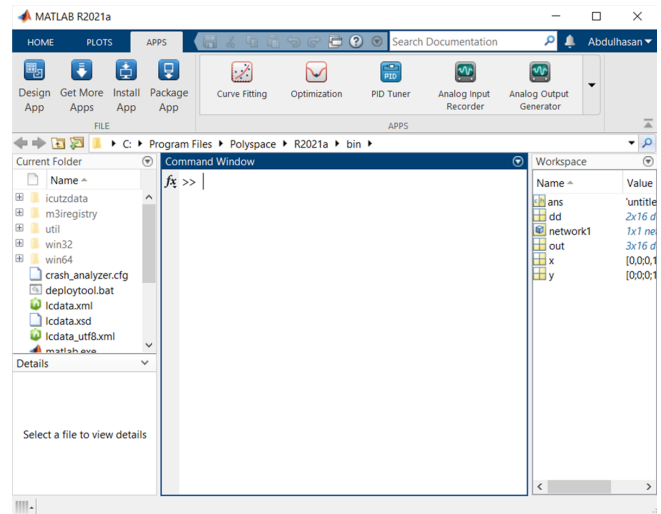 MATLAB R2021a
HOME PLOTS APPS Search Documentation Abdulhasan
Design App
Get More Apps
Install App
Package App
Curve Fitting
Optimization
PID
PID Tuner
Analog Input Recorder
Analog Output Generator
FILE APPS
C: Program Files Polyspace R2021a bin
Current Folder
Name
icutzdata
m3iregistry
util
win32
win64
crash_analyzer.cfg
deploytool.bat
lcdata.xml
lcdata.xsd
lcdata_utf8.xml
matlab.exe
Details
Select a file to view details
Command Window
fx >>
Workspace
Name Value
ans 'untitle
dd 2x16 d
network1 1x1 ne
out 3x16 d
x [0,0;0,1
y [0;0;0;1